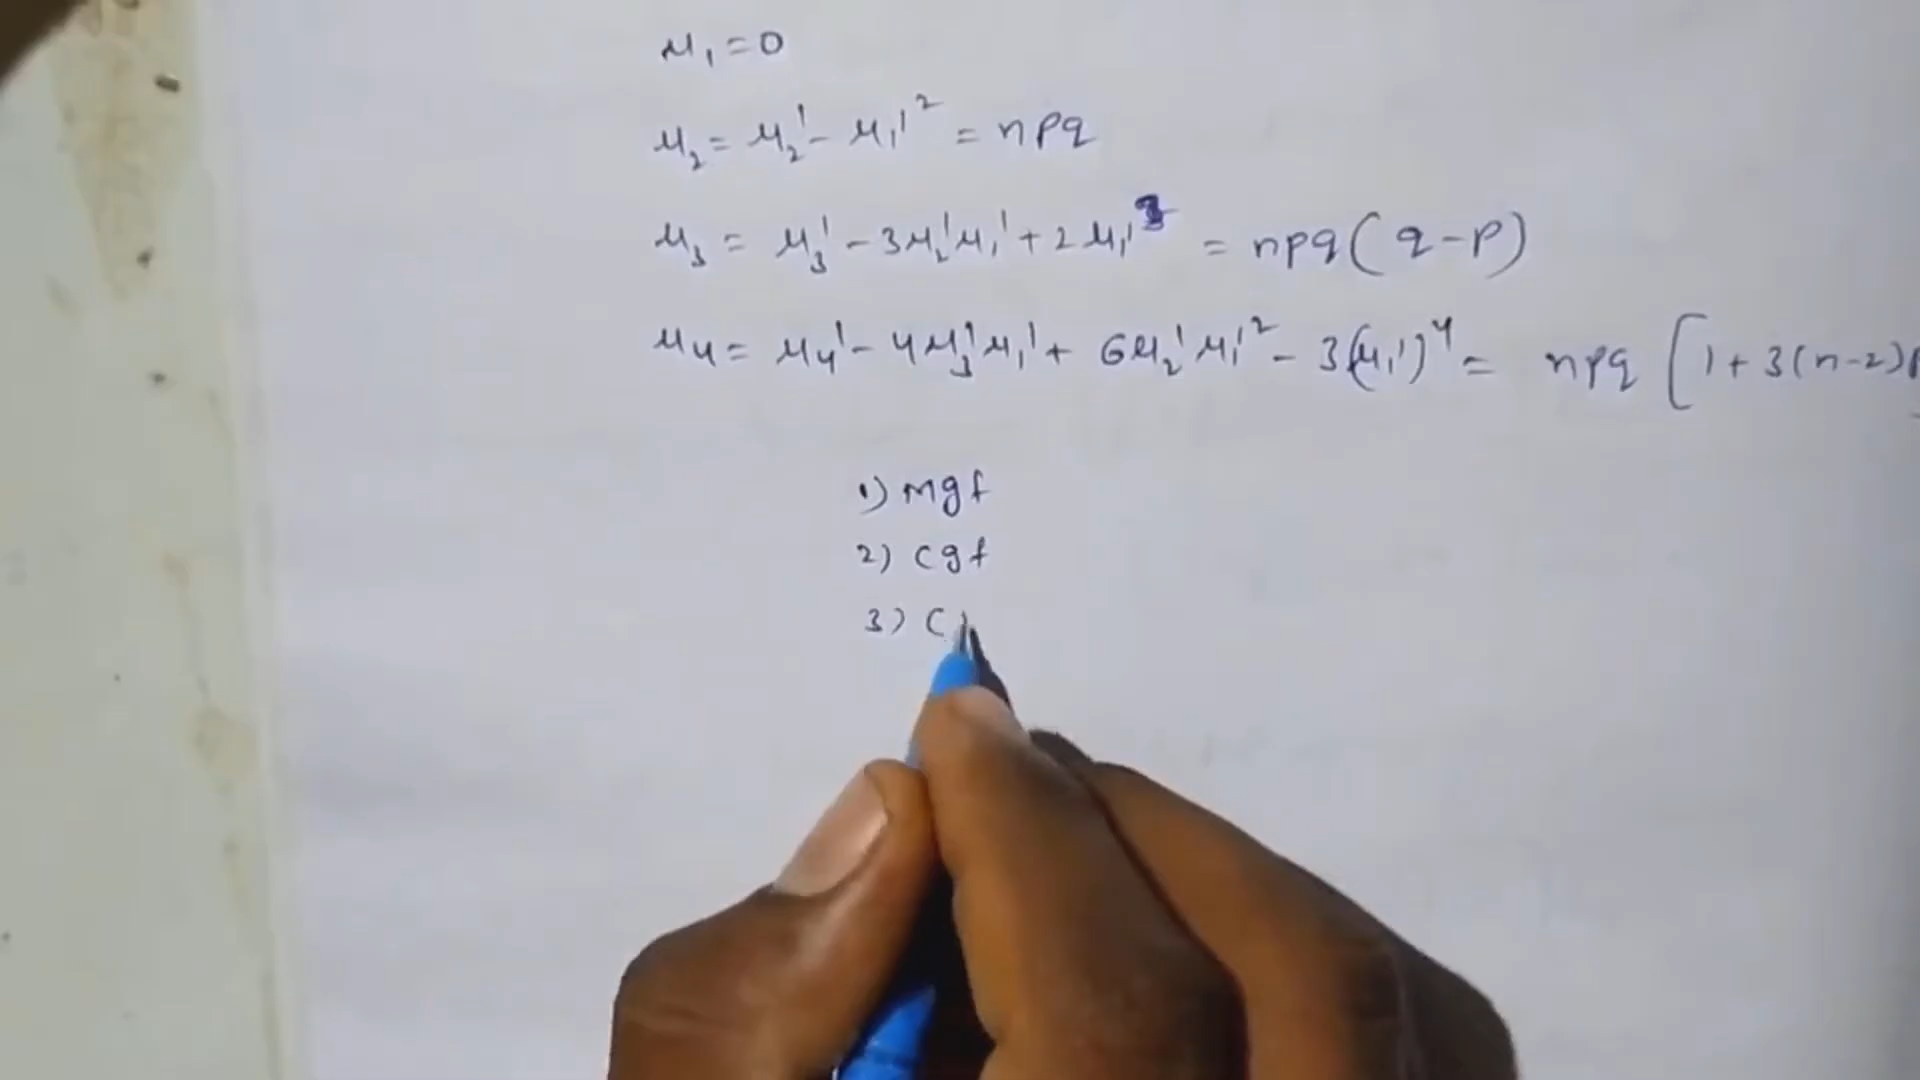 μ₁ = 0
μ₂ = μ₂' - μ₁'² = npq
μ₃ = μ₃' - 3μ₂'μ₁' + 2μ₁'³ = npq(q-p)
μ₄ = μ₄' - 4μ₃'μ₁' + 6μ₂'μ₁'² - 3(μ₁')⁴ = npq [1+3(n-2)p
1) mgf
2) cgf
3) C